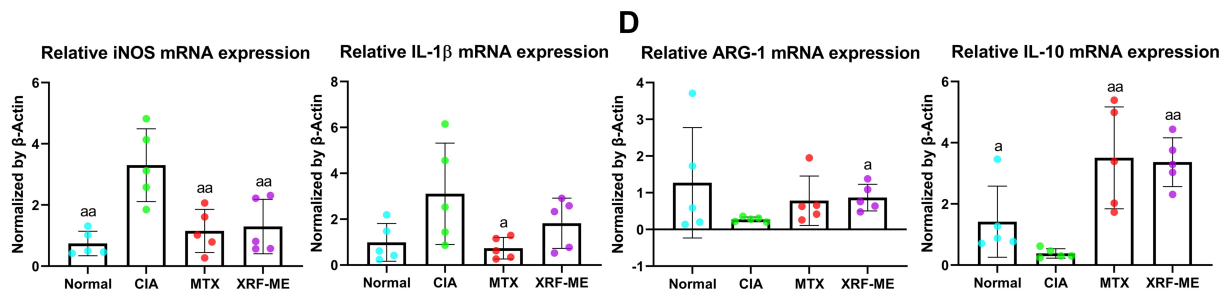 D
Relative iNOS mRNA expression
Normalized by β-Actin
6
4
2
0
aa
aa
aa
Normal
CIA
MTX
XRF-ME
Relative IL-1β mRNA expression
Normalized by β-Actin
8
6
4
2
0
a
Normal
CIA
MTX
XRF-ME
Relative ARG-1 mRNA expression
Normalized by β-Actin
4
3
2
1
0
-1
a
Normal
CIA
MTX
XRF-ME
Relative IL-10 mRNA expression
Normalized by β-Actin
6
4
2
0
a
aa
aa
Normal
CIA
MTX
XRF-ME